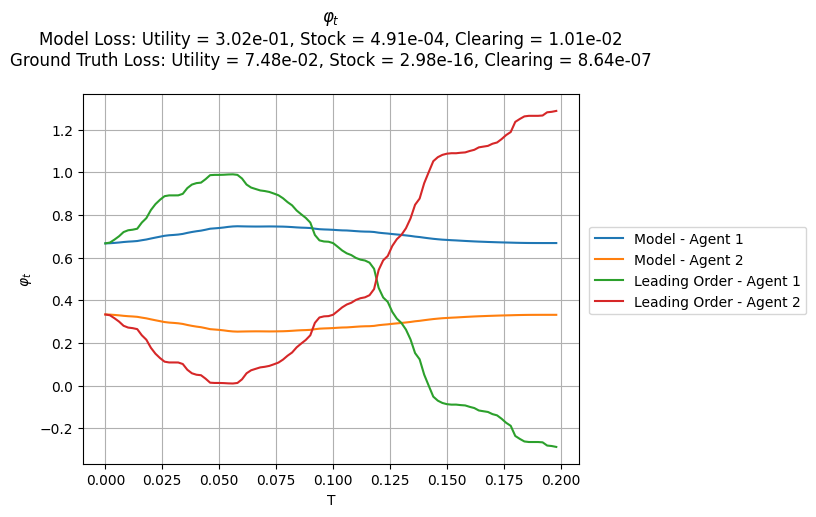 φt
Model Loss: Utility = 3.02e-01, Stock = 4.91e-04, Clearing = 1.01e-02
Ground Truth Loss: Utility = 7.48e-02, Stock = 2.98e-16, Clearing = 8.64e-07
1.2
1.0
0.8
0.6
0.4
0.2
0.0
−0.2
φt
0.000 0.025 0.050 0.075 0.100 0.125 0.150 0.175 0.200
T
Model - Agent 1
Model - Agent 2
Leading Order - Agent 1
Leading Order - Agent 2